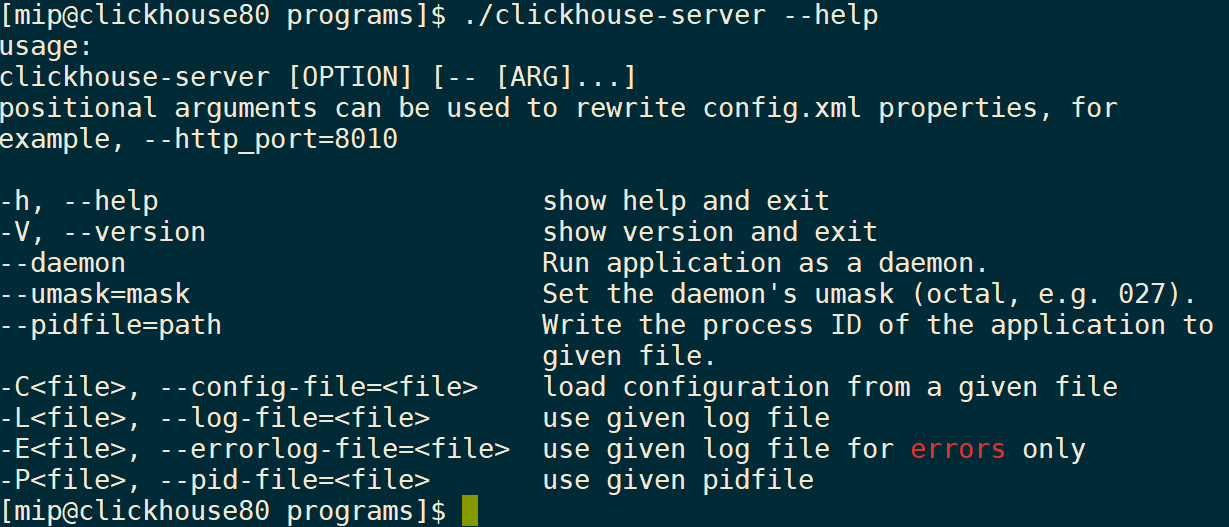 [mip@clickhouse80 programs]$ ./clickhouse-server --help
usage:
clickhouse-server [OPTION] [-- [ARG]...]
positional arguments can be used to rewrite config.xml properties, for
example, --http_port=8010
-h, --help                        show help and exit
-V, --version                     show version and exit
--daemon                          Run application as a daemon.
--umask=mask                      Set the daemon's umask (octal, e.g. 027).
--pidfile=path                    Write the process ID of the application to
                                  given file.
-C<file>, --config-file=<file>    load configuration from a given file
-L<file>, --log-file=<file>       use given log file
-E<file>, --errorlog-file=<file>  use given log file for errors only
-P<file>, --pid-file=<file>       use given pidfile
[mip@clickhouse80 programs]$